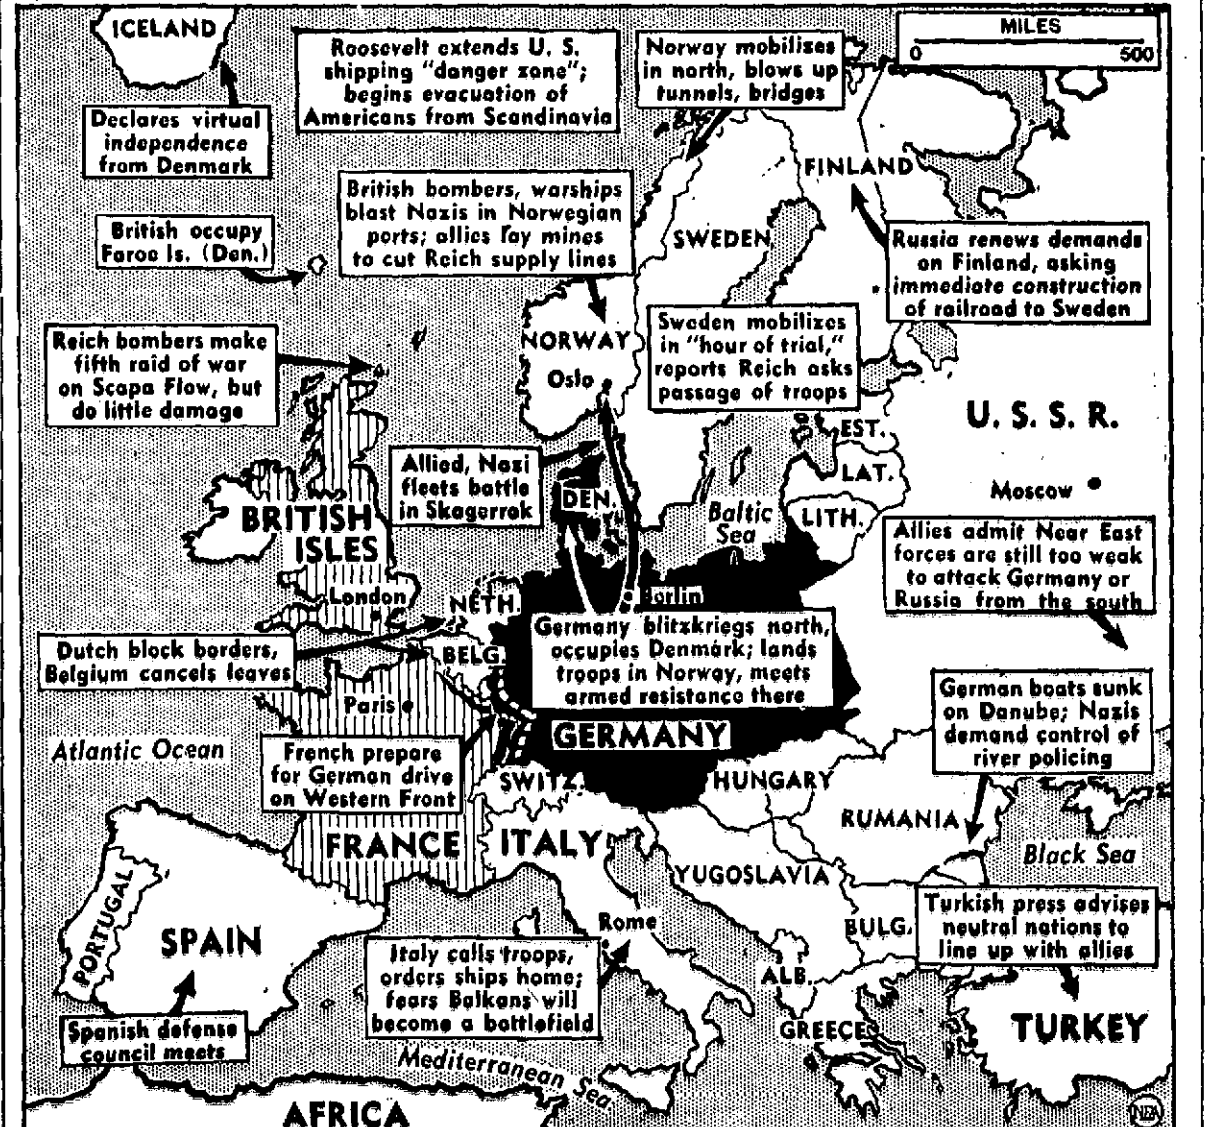 ICELAND
MILES
0 500
Roosevelt extends U. S.
shipping "danger zone";
begins evacuation of
Americans from Scandinavia
Norway mobilizes
in north, blows up
tunnels, bridges
Declares virtual
independence
from Denmark
FINLAND
British bombers, warships
blast Nazis in Norwegian
ports; allies lay mines
to cut Reich supply lines
British occupy
Faroe Is. (Den.)
SWEDEN
Russia renews demands
on Finland, asking
immediate construction
of railroad to Sweden
Reich bombers make
fifth raid of war
on Scapa Flow, but
do little damage
NORWAY
Oslo
Sweden mobilizes
in "hour of trial,"
reports Reich asks
passage of troops
U. S. S. R.
EST.
LAT.
LITH.
Moscow
Allied, Nazi
fleets battle
in Skagerrak
DEN.
Baltic
Sea
BRITISH
ISLES
London
Allies admit Near East
forces are still too weak
to attack Germany or
Russia from the south
NETH.
Berlin
Germany blitzkriegs north,
occupies Denmark; lands
troops in Norway, meets
armed resistance there
Dutch block borders,
Belgium cancels leaves
BELG.
Paris
German boats sunk
on Danube; Nazis
demand control of
river policing
Atlantic Ocean
French prepare
for German drive
on Western Front
GERMANY
SWITZ.
HUNGARY
RUMANIA
FRANCE
ITALY
Black Sea
YUGOSLAVIA
PORTUGAL
SPAIN
Rome
BULG.
Turkish press advises
neutral nations to
line up with allies
Italy calls troops,
orders ships home;
fears Balkans will
become a battlefield
ALB.
GREECE
TURKEY
Spanish defense
council meets
Mediterranean Sea
AFRICA
NEA